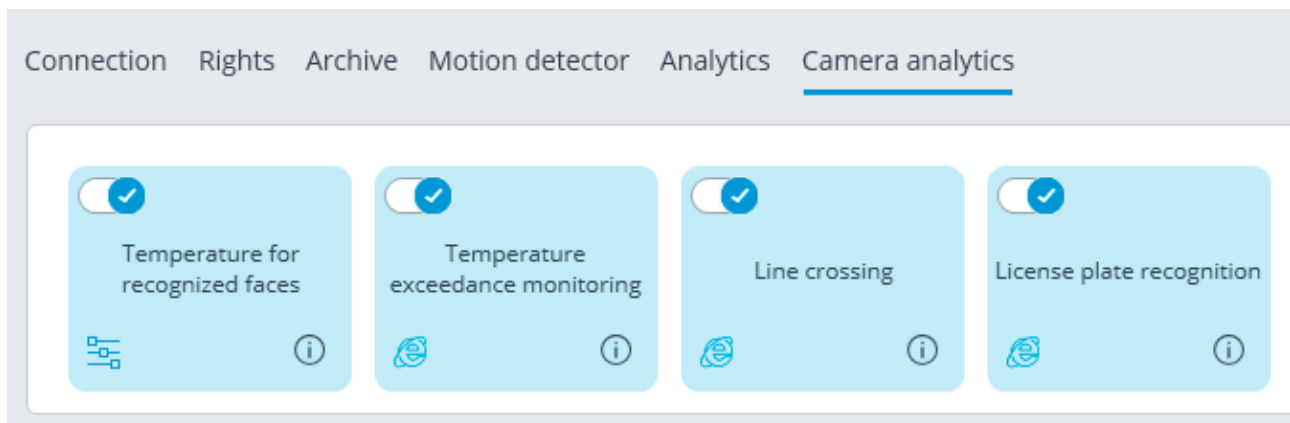 Connection Rights Archive Motion detector Analytics Camera analytics
Temperature for
recognized faces
Temperature
exceedance monitoring
Line crossing
License plate recognition